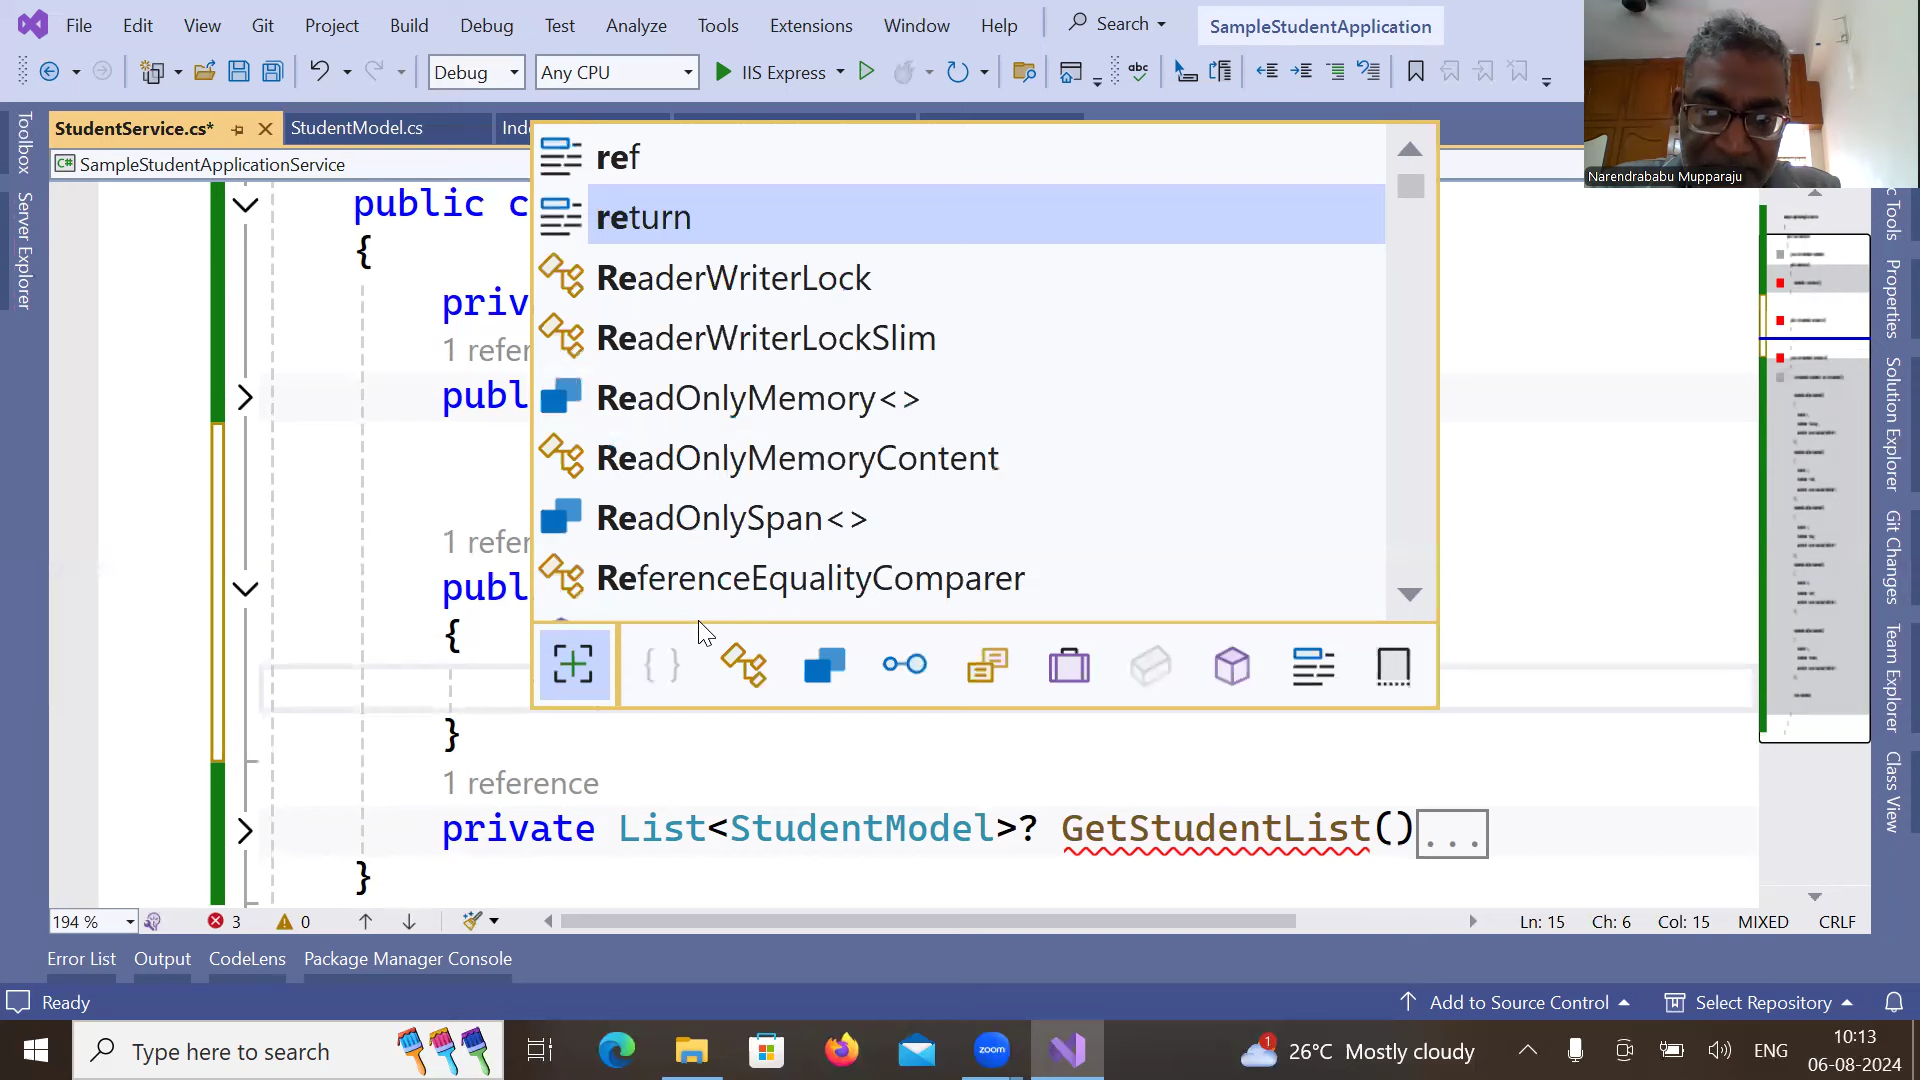 File Edit View Git Project Build Debug Test Analyze Tools Extensions Window Help Search SampleStudentApplication
Debug Any CPU IIS Express abc
Narendrababu Mupparaju
StudentService.cs* StudentModel.cs Ind
SampleStudentApplicationService
Toolbox
Server Explorer
ref
return
ReaderWriterLock
ReaderWriterLockSlim
ReadOnlyMemory<>
ReadOnlyMemoryContent
ReadOnlySpan<>
ReferenceEqualityComparer
public c
{
priv
1 refer
publ
1 refer
publ
{
}
1 reference
private List<StudentModel>? GetStudentList()...
}
c Tools
Properties
Solution Explorer
Git Changes
Team Explorer
Class View
194 % 3 0 Ln: 15 Ch: 6 Col: 15 MIXED CRLF
Error List Output CodeLens Package Manager Console
Ready Add to Source Control Select Repository
Type here to search zoom 1 26°C Mostly cloudy ENG 10:13
06-08-2024